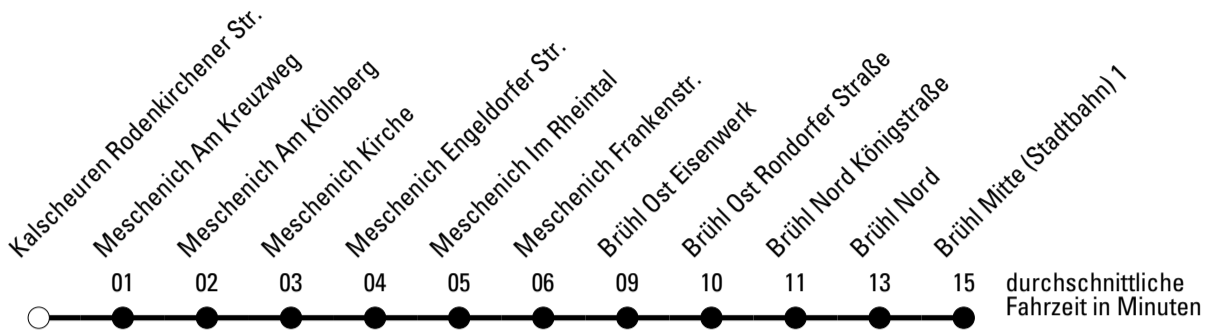 Kalscheuren Rodenkirchener Str.
Meschenich Am Kreuzweg
Meschenich Am Kölnberg
Meschenich Kirche
Meschenich Engeldorfer Str.
Meschenich Im Rheintal
Meschenich Frankenstr.
Brühl Ost Eisenwerk
Brühl Ost Rondorfer Straße
Brühl Nord Königstraße
Brühl Nord
Brühl Mitte (Stadtbahn) 1
01 02 03 04 05 06 09 10 11 13 15
durchschnittliche
Fahrzeit in Minuten